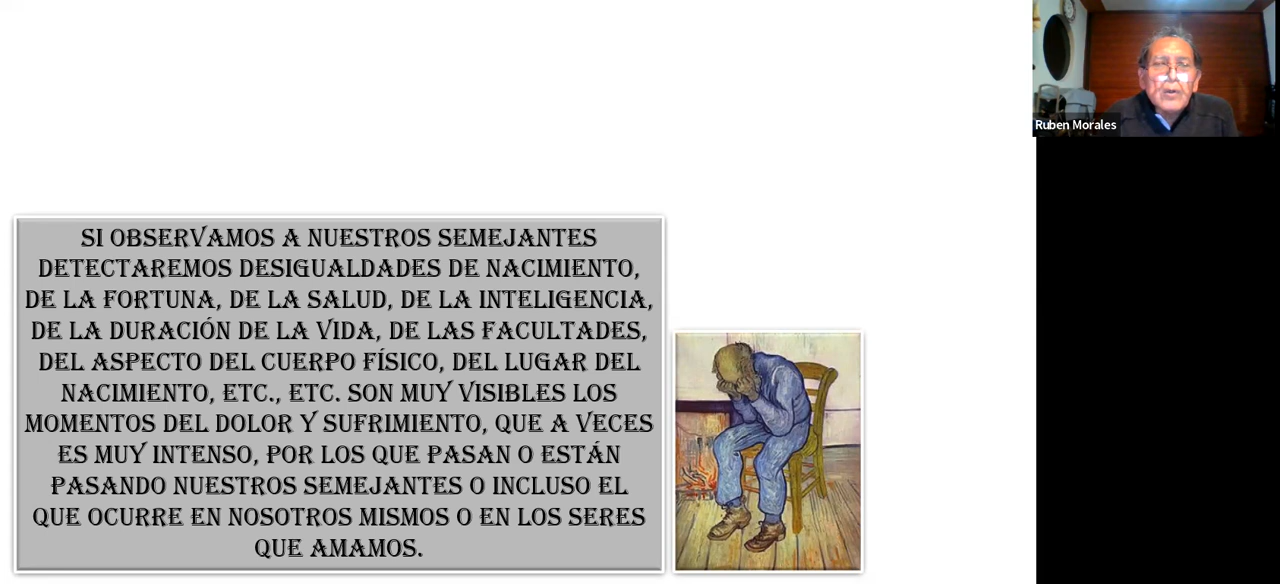 SI OBSERVAMOS A NUESTROS SEMEJANTES
DETECTAREMOS DESIGUALDADES DE NACIMIENTO,
DE LA FORTUNA, DE LA SALUD, DE LA INTELIGENCIA,
DE LA DURACIÓN DE LA VIDA, DE LAS FACULTADES,
DEL ASPECTO DEL CUERPO FÍSICO, DEL LUGAR DEL
NACIMIENTO, ETC., ETC. SON MUY VISIBLES LOS
MOMENTOS DEL DOLOR Y SUFRIMIENTO, QUE A VECES
ES MUY INTENSO, POR LOS QUE PASAN O ESTÁN
PASANDO NUESTROS SEMEJANTES O INCLUSO EL
QUE OCURRE EN NOSOTROS MISMOS O EN LOS SERES
QUE AMAMOS.
Ruben Morales